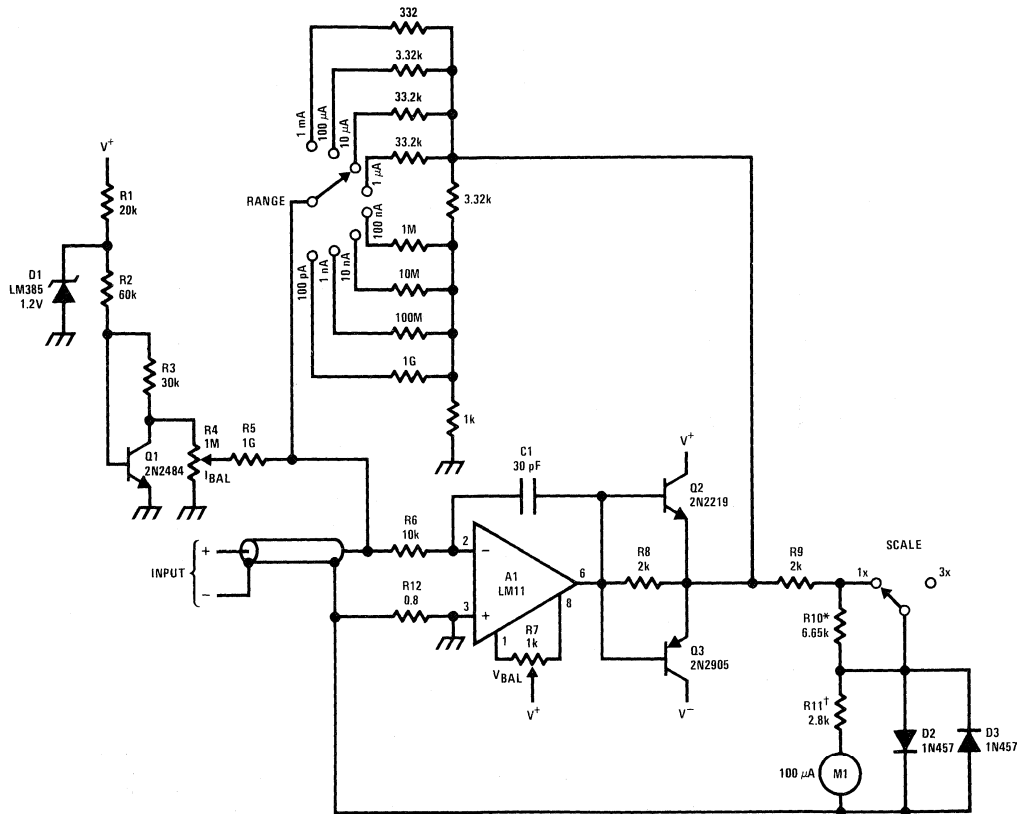 332
3.32k
33.2k
33.2k
3.32k
1 mA
100 μA
10 μA
1 μA
100 nA
10 nA
1 nA
100 pA
RANGE
1M
10M
100M
1G
1k
V+
R1
20k
D1
LM385
1.2V
R2
60k
R3
30k
Q1
2N2484
R4
1M
IBAL
R5
1G
INPUT
+
−
R6
10k
R12
0.8
C1
30 pF
2
−
3
+
A1
LM11
6
8
1
R7
1k
VBAL
V+
V+
Q2
2N2219
R8
2k
Q3
2N2905
V−
R9
2k
SCALE
1x
3x
R10*
6.65k
R11†
2.8k
D2
1N457
D3
1N457
100 μA
M1